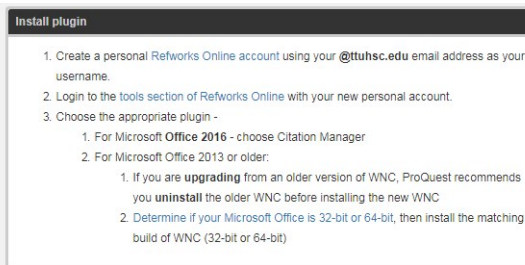 Install plugin
1. Create a personal Refworks Online account using your @ttuhsc.edu email address as your
username.
2. Login to the tools section of Refworks Online with your new personal account.
3. Choose the appropriate plugin -
1. For Microsoft Office 2016 - choose Citation Manager
2. For Microsoft Office 2013 or older:
1. If you are upgrading from an older version of WNC, ProQuest recommends
you uninstall the older WNC before installing the new WNC
2. Determine if your Microsoft Office is 32-bit or 64-bit, then install the matching
build of WNC (32-bit or 64-bit)